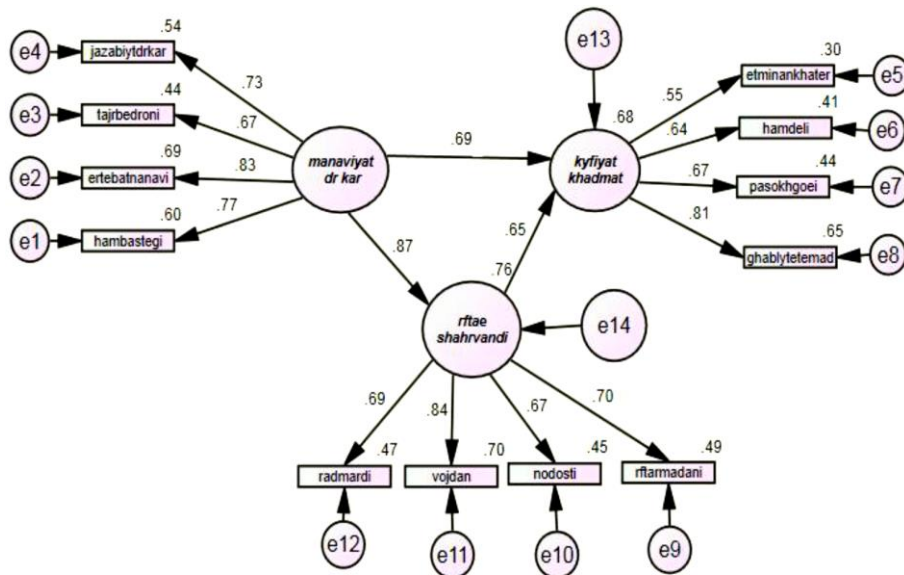 .54
e4
jazabiytdrkar
.73
.44
e3
tajrbedroni
.67
.69
e2
ertebatnanavi
.83
.60
e1
hambastegi
.77
manaviyat
dr kar
.69
.87
e13
.68
kyfiyat
khadmat
.30
etminankhater
e5
.55
.41
hamdeli
e6
.64
.44
pasokhgoei
e7
.67
.65
ghablytetemad
e8
.81
.65
.76
rftae
shahrvandi
e14
.69
.84
.67
.70
.47
.70
.45
.49
radmardi
vojdan
nodosti
rftarmadani
e12
e11
e10
e9